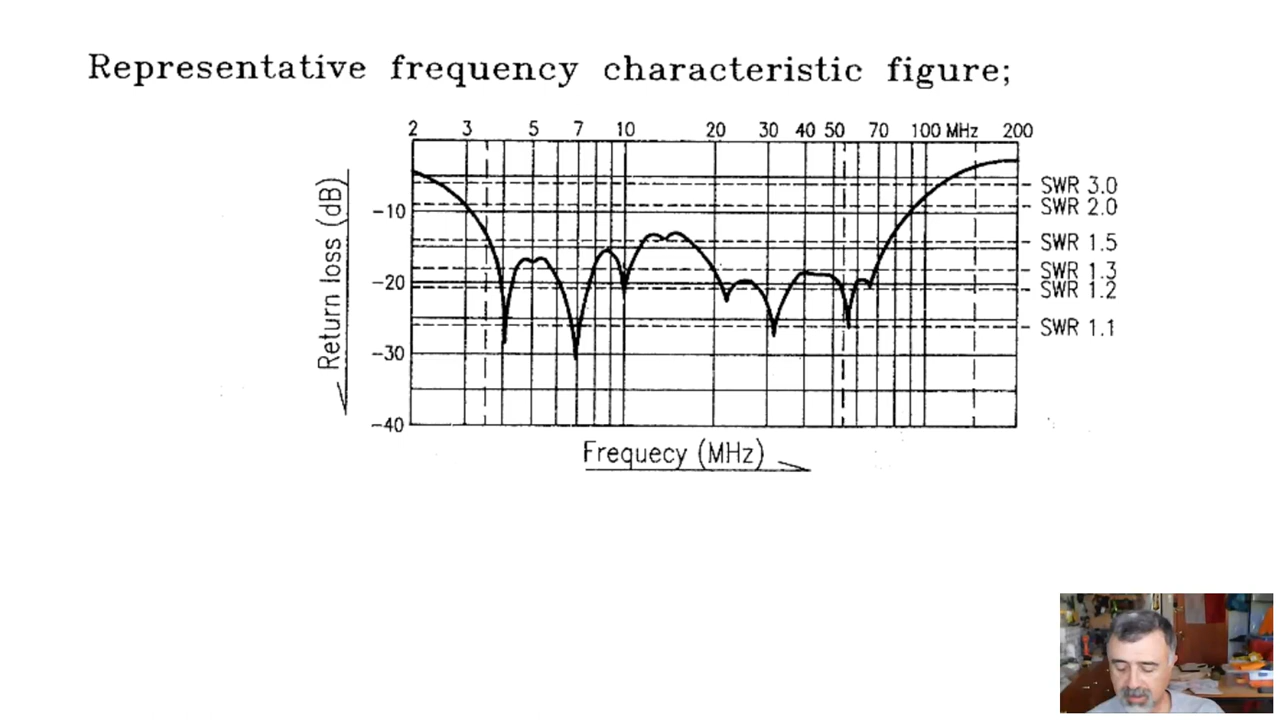 Representative frequency characteristic figure;
2 3 5 7 10 20 30 40 50 70 100 MHz 200
Return loss (dB)
-10
-20
-30
-40
SWR 3.0
SWR 2.0
SWR 1.5
SWR 1.3
SWR 1.2
SWR 1.1
Frequecy (MHz)